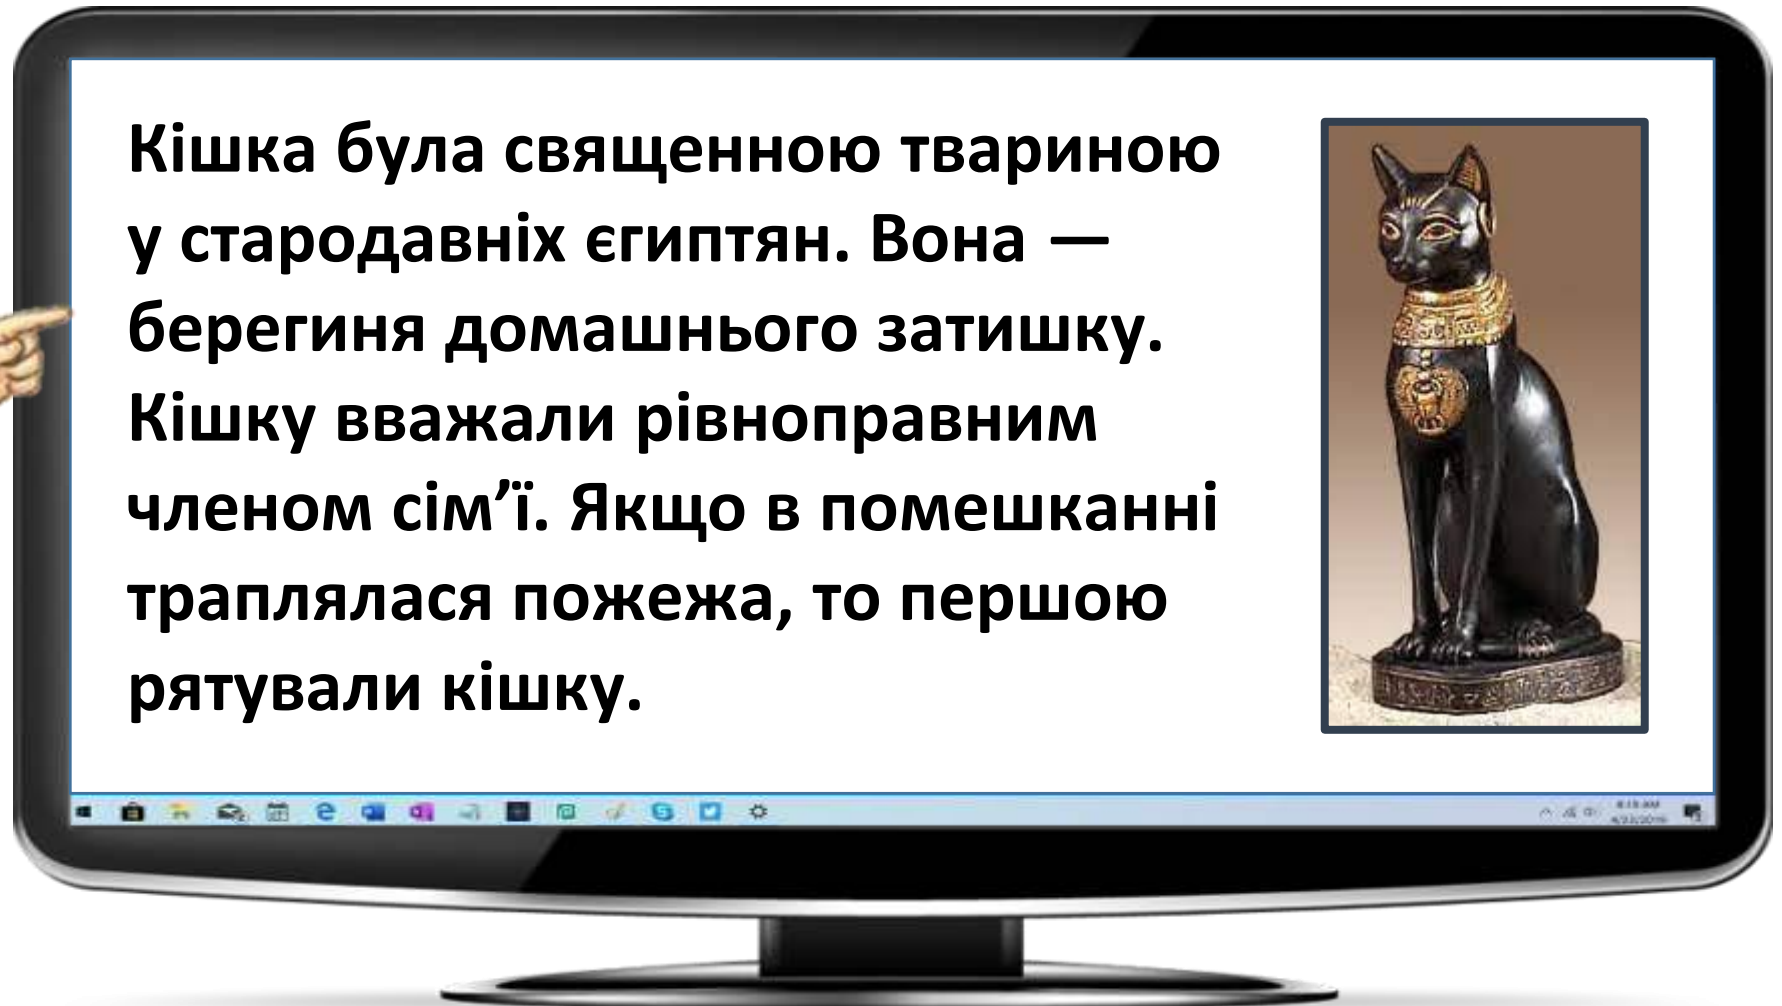 Кішка була священною твариною
у стародавніх єгиптян. Вона —
берегиня домашнього затишку.
Кішку вважали рівноправним
членом сім’ї. Якщо в помешканні
траплялася пожежа, то першою
рятували кішку.